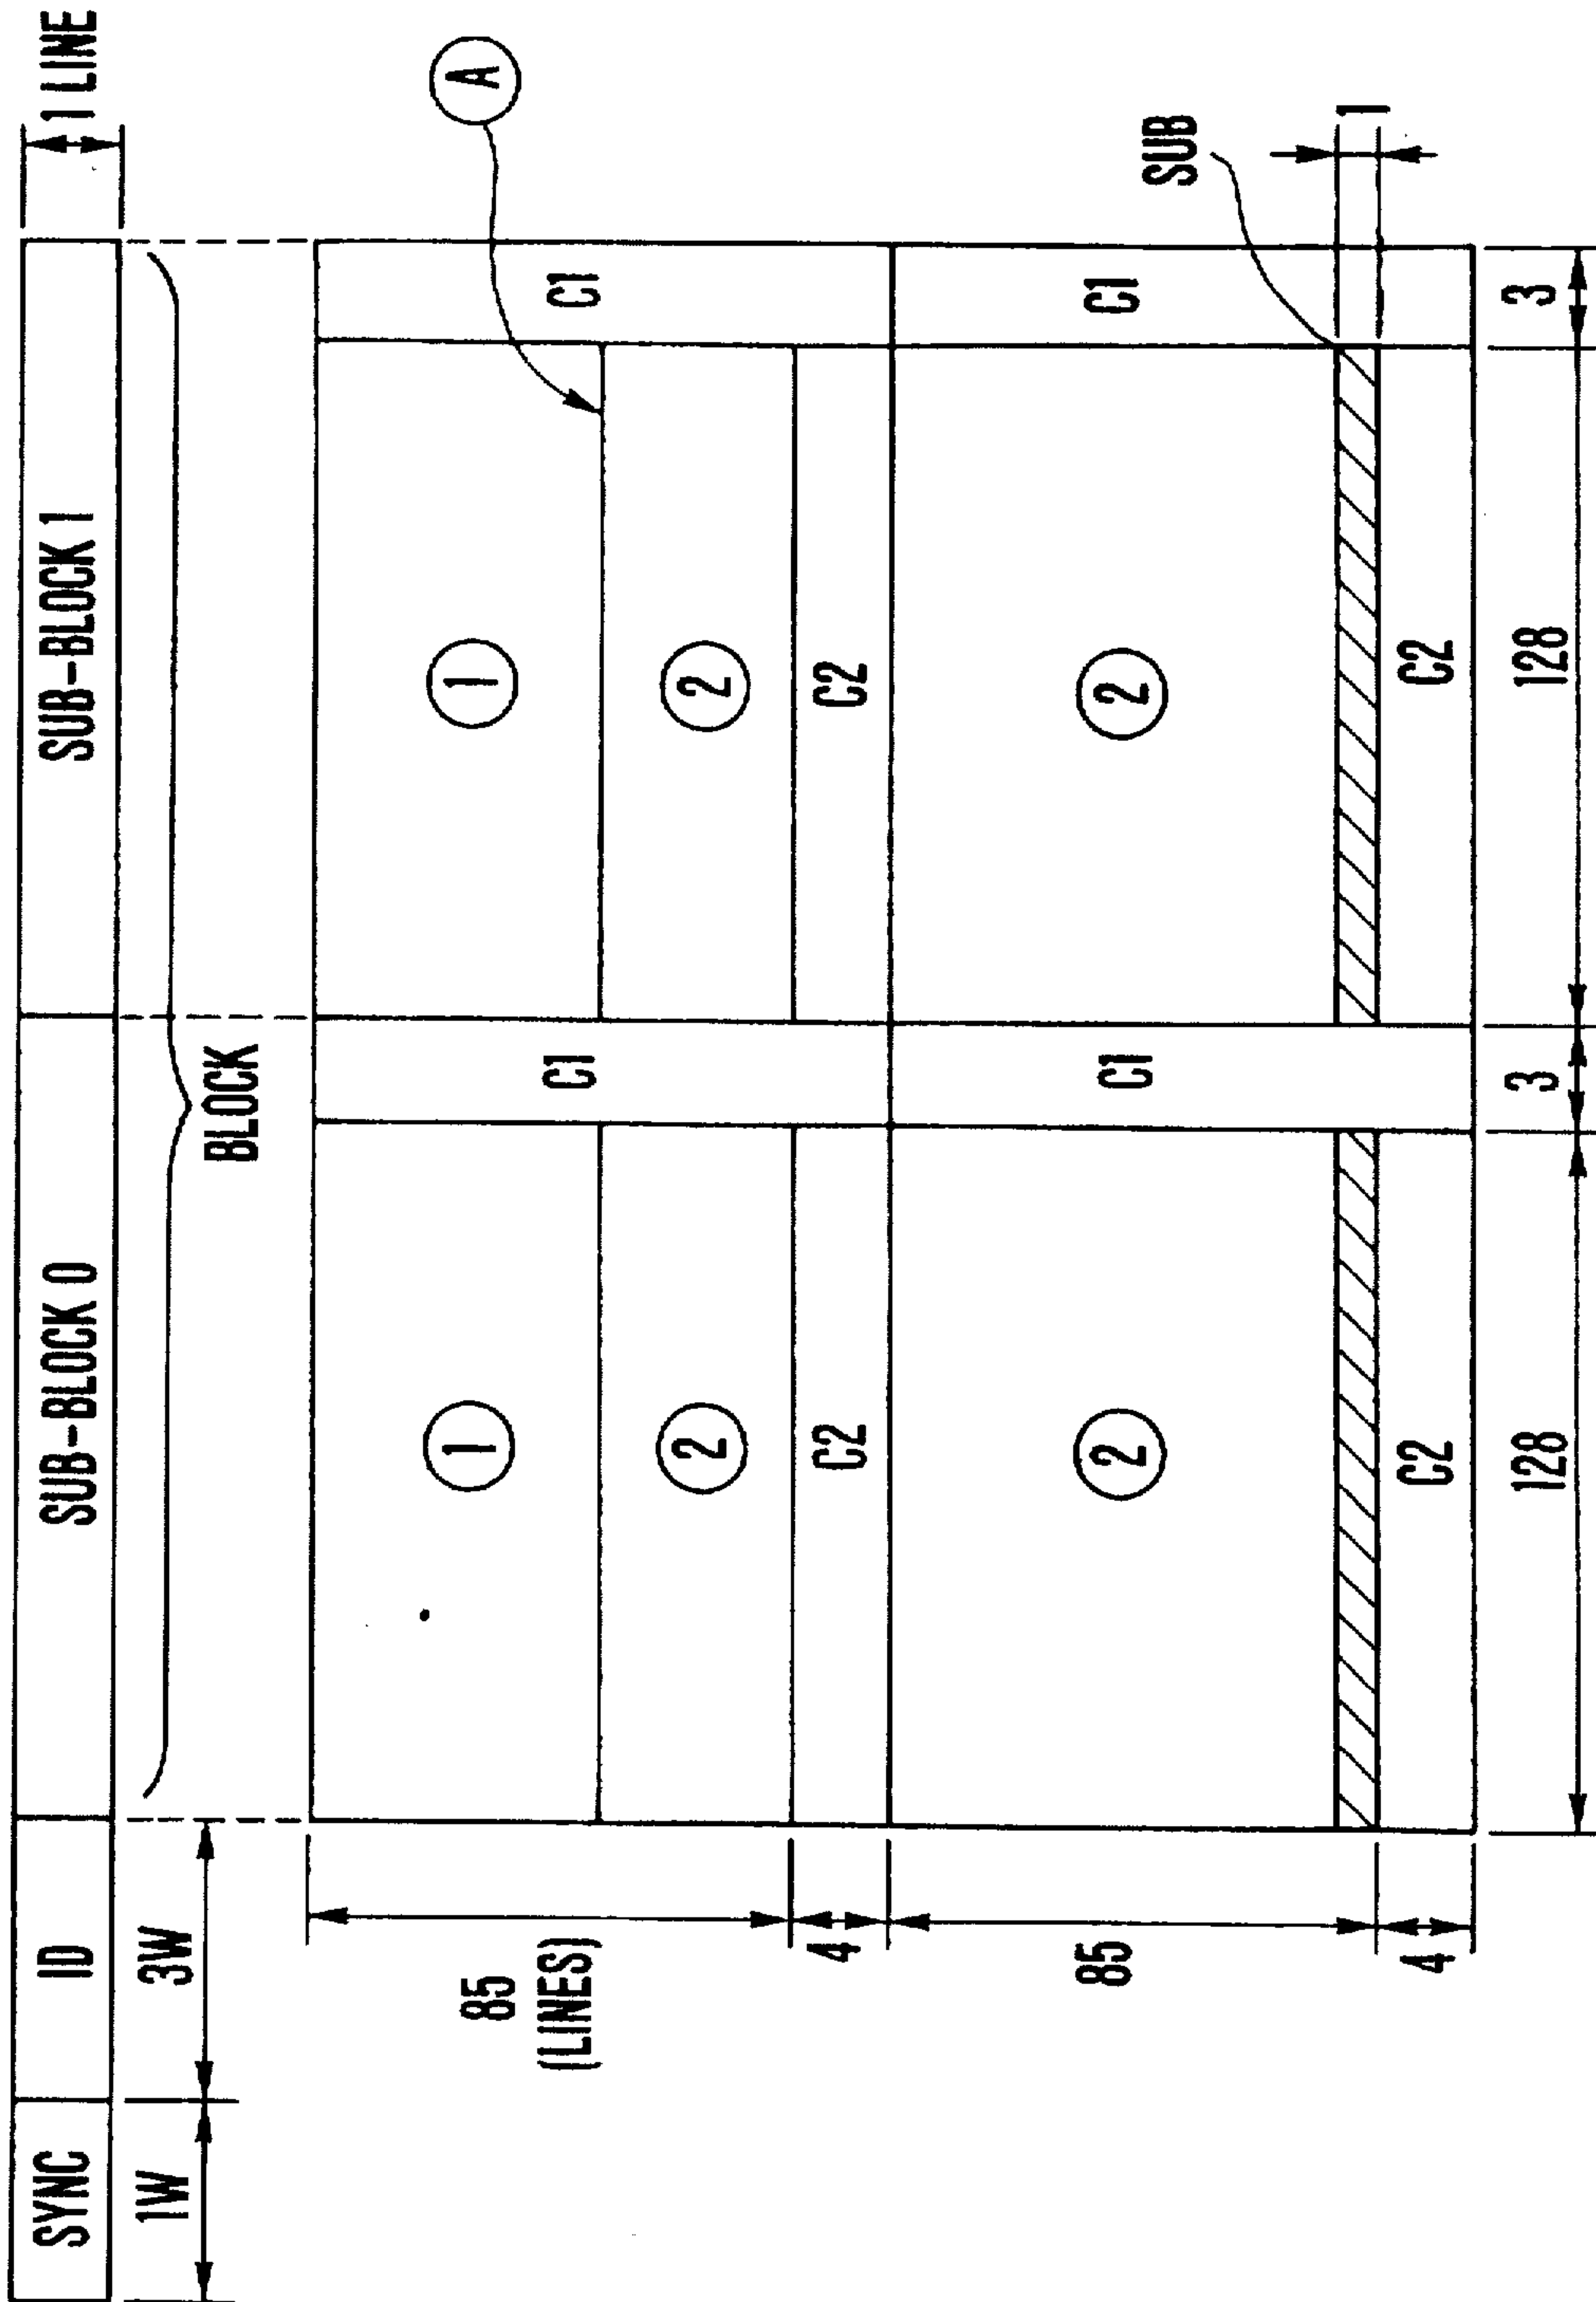 SYNC
ID
SUB-BLOCK 0
SUB-BLOCK 1
1 LINE
1W
3W
BLOCK
A
85
(LINES)
1
C1
1
C1
2
2
4
C2
C2
85
2
C1
2
C1
SUB
1
4
C2
C2
128
3
128
3